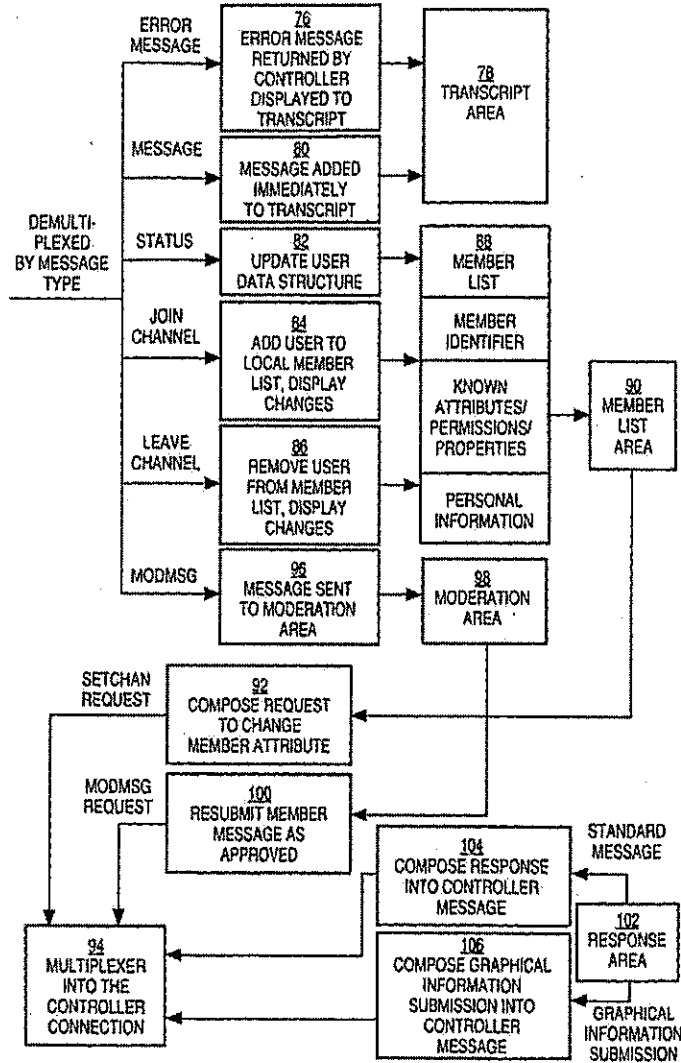 ERROR
MESSAGE
76
ERROR MESSAGE
RETURNED BY
CONTROLLER
DISPLAYED TO
TRANSCRIPT
78
TRANSCRIPT
AREA
MESSAGE
80
MESSAGE ADDED
IMMEDIATELY
TO TRANSCRIPT
DEMULTI-
PLEXED
BY MESSAGE
TYPE
STATUS
82
UPDATE USER
DATA STRUCTURE
88
MEMBER
LIST
MEMBER
IDENTIFIER
KNOWN
ATTRIBUTES/
PERMISSIONS/
PROPERTIES
PERSONAL
INFORMATION
JOIN
CHANNEL
84
ADD USER TO
LOCAL MEMBER
LIST, DISPLAY
CHANGES
90
MEMBER
LIST AREA
LEAVE
CHANNEL
86
REMOVE USER
FROM MEMBER
LIST, DISPLAY
CHANGES
MODMSG
96
MESSAGE SENT
TO MODERATION
AREA
98
MODERATION
AREA
SETCHAN
REQUEST
92
COMPOSE REQUEST
TO CHANGE
MEMBER ATTRIBUTE
MODMSG
REQUEST
100
RESUBMIT MEMBER
MESSAGE AS
APPROVED
STANDARD
MESSAGE
104
COMPOSE RESPONSE
INTO CONTROLLER
MESSAGE
102
RESPONSE
AREA
94
MULTIPLEXER
INTO THE
CONTROLLER
CONNECTION
106
COMPOSE GRAPHICAL
INFORMATION
SUBMISSION INTO
CONTROLLER
MESSAGE
GRAPHICAL
INFORMATION
SUBMISSION